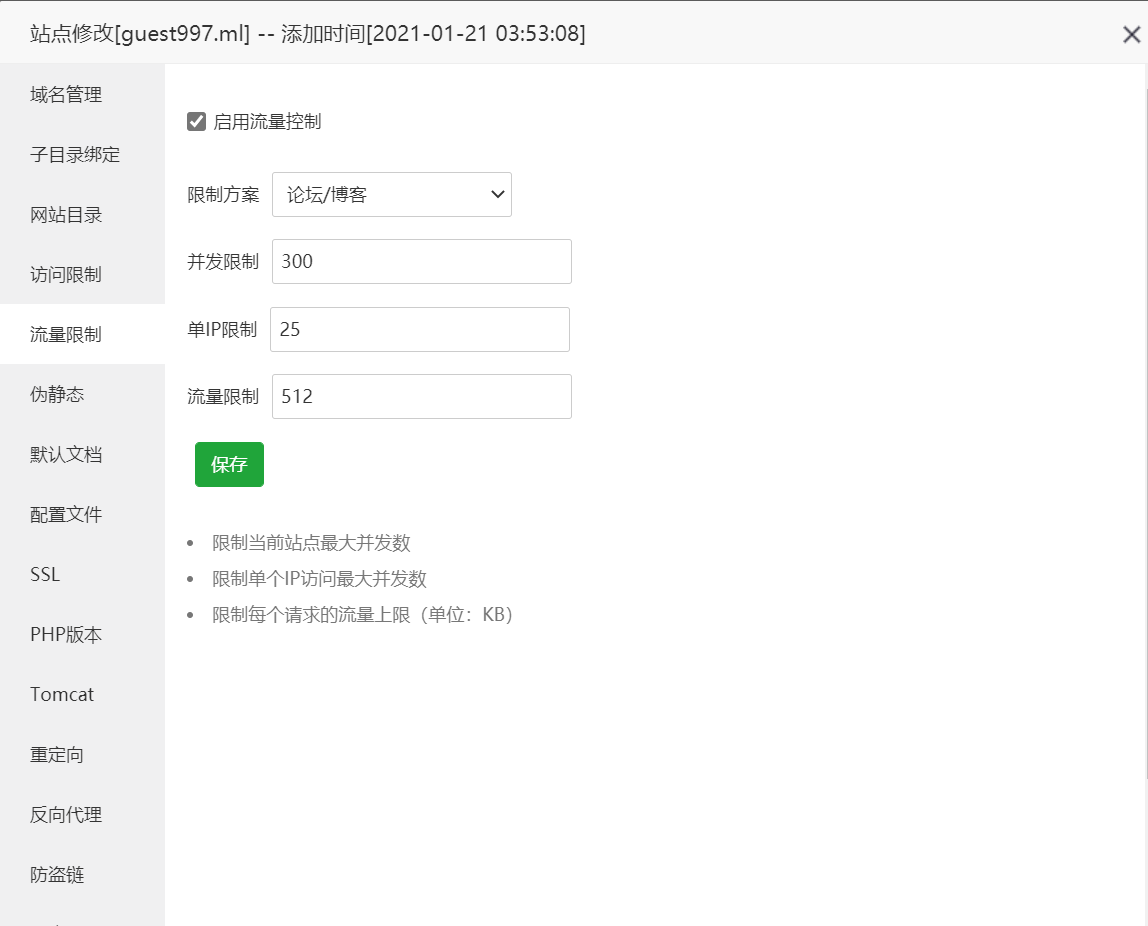 站点修改[guest997.ml] -- 添加时间[2021-01-21 03:53:08]
域名管理
子目录绑定
网站目录
访问限制
流量限制
伪静态
默认文档
配置文件
SSL
PHP版本
Tomcat
重定向
反向代理
防盗链
启用流量控制
限制方案 论坛/博客
并发限制 300
单IP限制 25
流量限制 512
保存
• 限制当前站点最大并发数
• 限制单个IP访问最大并发数
• 限制每个请求的流量上限（单位：KB）